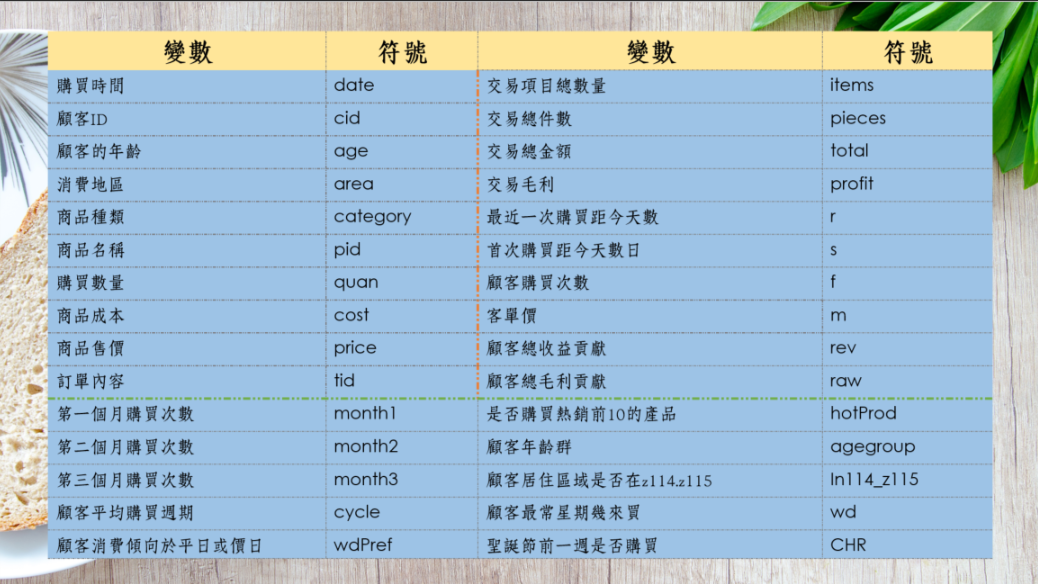 變數 符號 變數 符號
購買時間 date 交易項目總數量 items
顧客ID cid 交易總件數 pieces
顧客的年齡 age 交易總金額 total
消費地區 area 交易毛利 profit
商品種類 category 最近一次購買距今天數 r
商品名稱 pid 首次購買距今天數日 s
購買數量 quan 顧客購買次數 f
商品成本 cost 客單價 m
商品售價 price 顧客總收益貢獻 rev
訂單內容 tid 顧客總毛利貢獻 raw
第一個月購買次數 month1 是否購買熱銷前10的產品 hotProd
第二個月購買次數 month2 顧客年齡群 agegroup
第三個月購買次數 month3 顧客居住區域是否在z114.z115 In114_z115
顧客平均購買週期 cycle 顧客最常星期幾來買 wd
顧客消費傾向於平日或價日 wdPref 聖誕節前一週是否購買 CHR